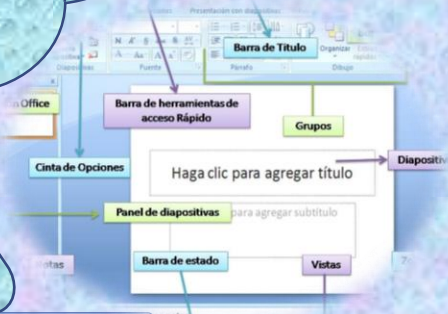 Presentación con diapositivas
Barra de Título
Organizar
rápidos
Diapositivas
Fuente
Párrafo
Dibujo
Office
Barra de herramientas de
acceso Rápido
Grupos
Cinta de Opciones
Diapositiv
Haga clic para agregar título
Panel de diapositivas
para agregar subtítulo
Barra de estado
Vistas
otas